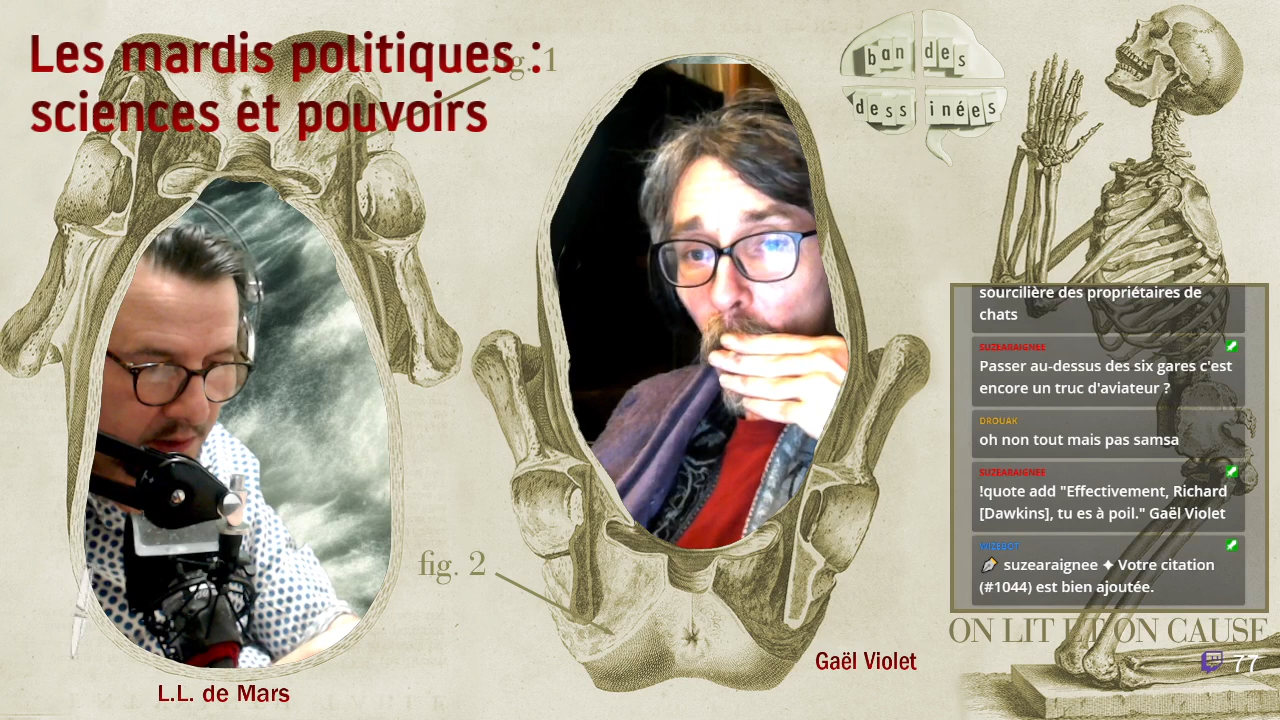 Les mardis politiques :
sciences et pouvoirs
fig. 1
ban des
dessinées
sourcilière des propriétaires de
chats
SUZEARAIGNEE
Passer au-dessus des six gares c'est
encore un truc d'aviateur ?
DROUAK
oh non tout mais pas samsa
SUZEARAIGNEE
!quote add "Effectivement, Richard
[Dawkins], tu es à poil." Gaël Violet
WIZEBOT
suzearaignee ✦ Votre citation
(#1044) est bien ajoutée.
fig. 2
ON LIT ET ON CAUSE
77
Gaël Violet
L.L. de Mars